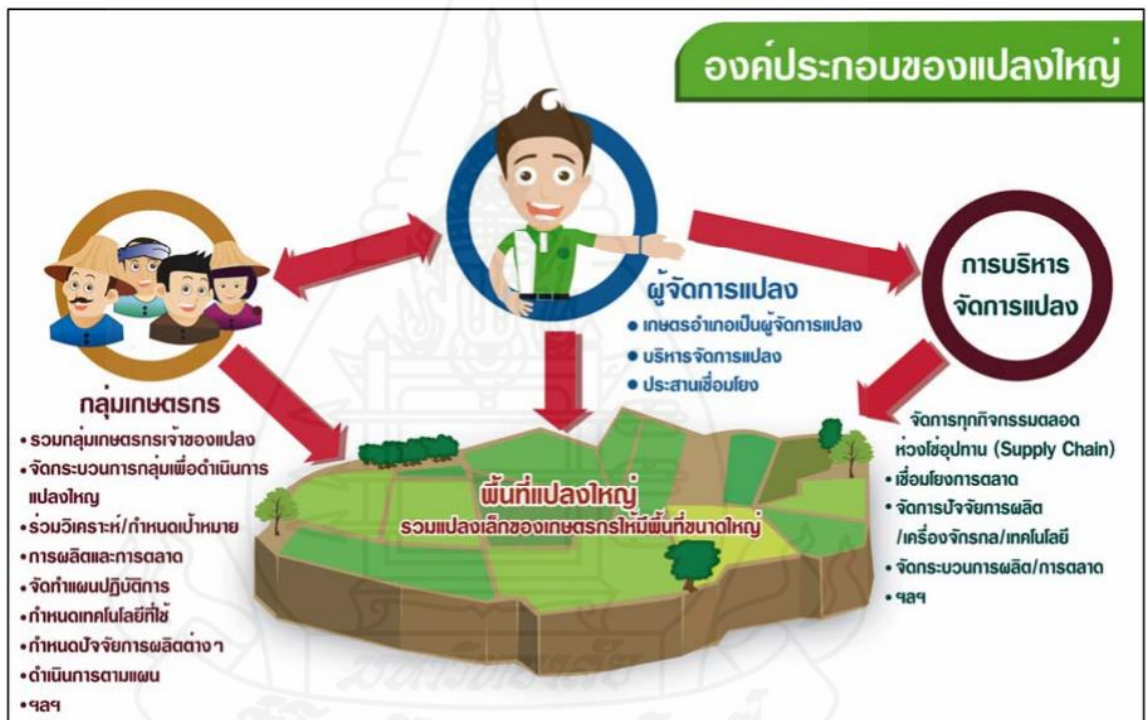 องค์ประกอบของแปลงใหญ่
การบริหาร
จัดการแปลง
ผู้จัดการแปลง
• เกษตรอำเภอเป็นผู้จัดการแปลง
• บริหารจัดการแปลง
• ประสานเชื่อมโยง
กลุ่มเกษตรกร
• รวมกลุ่มเกษตรกรเจ้าของแปลง
• จัดกระบวนการกลุ่มเพื่อดำเนินการ
แปลงใหญ่
• ร่วมวิเคราะห์/กำหนดเป้าหมาย
• การผลิตและการตลาด
• จัดทำแผนปฏิบัติการ
• กำหนดเทคโนโลยีที่ใช้
• กำหนดปัจจัยการผลิตต่างๆ
• ดำเนินการตามแผน
• ฯลฯ
พื้นที่แปลงใหญ่
รวมแปลงเล็กของเกษตรกรให้มีพื้นที่ขนาดใหญ่
จัดการทุกกิจกรรมตลอด
ห่วงโซ่อุปทาน (Supply Chain)
• เชื่อมโยงการตลาด
• จัดการปัจจัยการผลิต
/เครื่องจักรกล/เทคโนโลยี
• จัดกระบวนการผลิต/การตลาด
• ฯลฯ